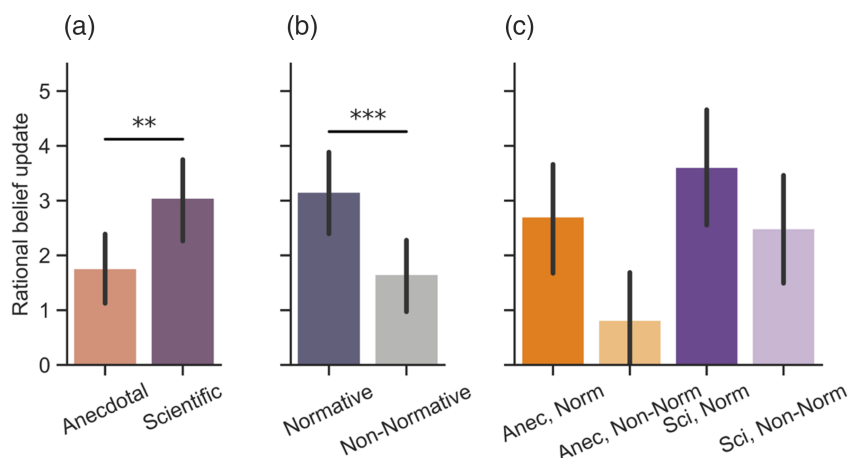 (a)
(b)
(c)
Rational belief update
5
4
3
2
1
0
**
***
Anecdotal
Scientific
Normative
Non-Normative
Anec, Norm
Anec, Non-Norm
Sci, Norm
Sci, Non-Norm